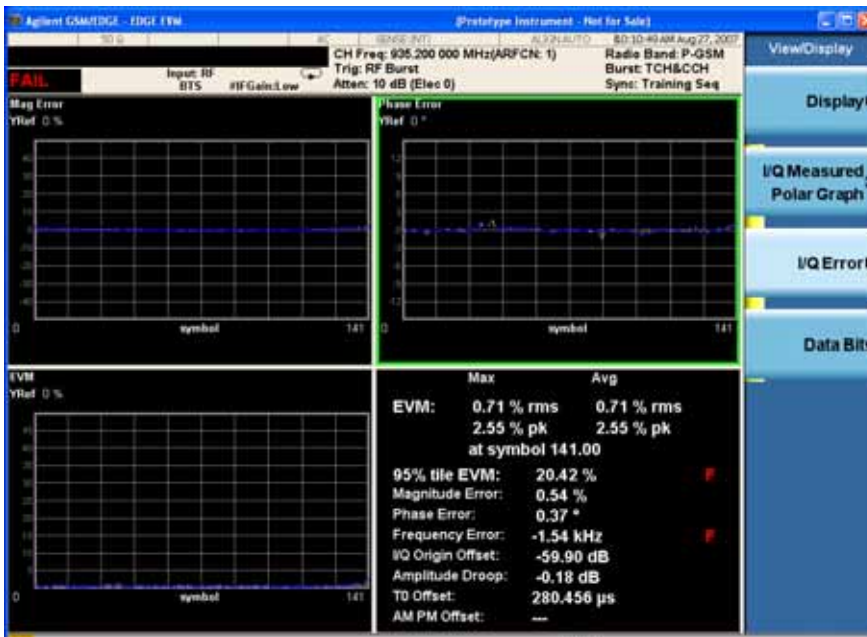 Agilent GSM/EDGE - EDGE EVM (Prototype Instrument - Not for Sale)
50 Ω AC SENSE:INT ALIGN AUTO 10:49 AM Aug 27, 2007
CH Freq: 935.200 000 MHz(ARFCN: 1) Radio Band: P-GSM
Trig: RF Burst Burst: TCH&CCH
Atten: 10 dB (Elec 0) Sync: Training Seq
FAIL Input: RF
BTS #IFGain:Low
View/Display
Display
I/Q Measured
Polar Graph
I/Q Error
Data Bit
Mag Error
YRef 0 %
0 symbol 141
Phase Error
YRef 0 °
0 symbol 141
EVM
YRef 0 %
0 symbol 141
Max Avg
EVM: 0.71 % rms 0.71 % rms
2.55 % pk 2.55 % pk
at symbol 141.00
95% tile EVM: 20.42 % F
Magnitude Error: 0.54 %
Phase Error: 0.37 °
Frequency Error: -1.54 kHz F
I/Q Origin Offset: -59.90 dB
Amplitude Droop: -0.18 dB
T0 Offset: 280.456 µs
AM PM Offset: ---